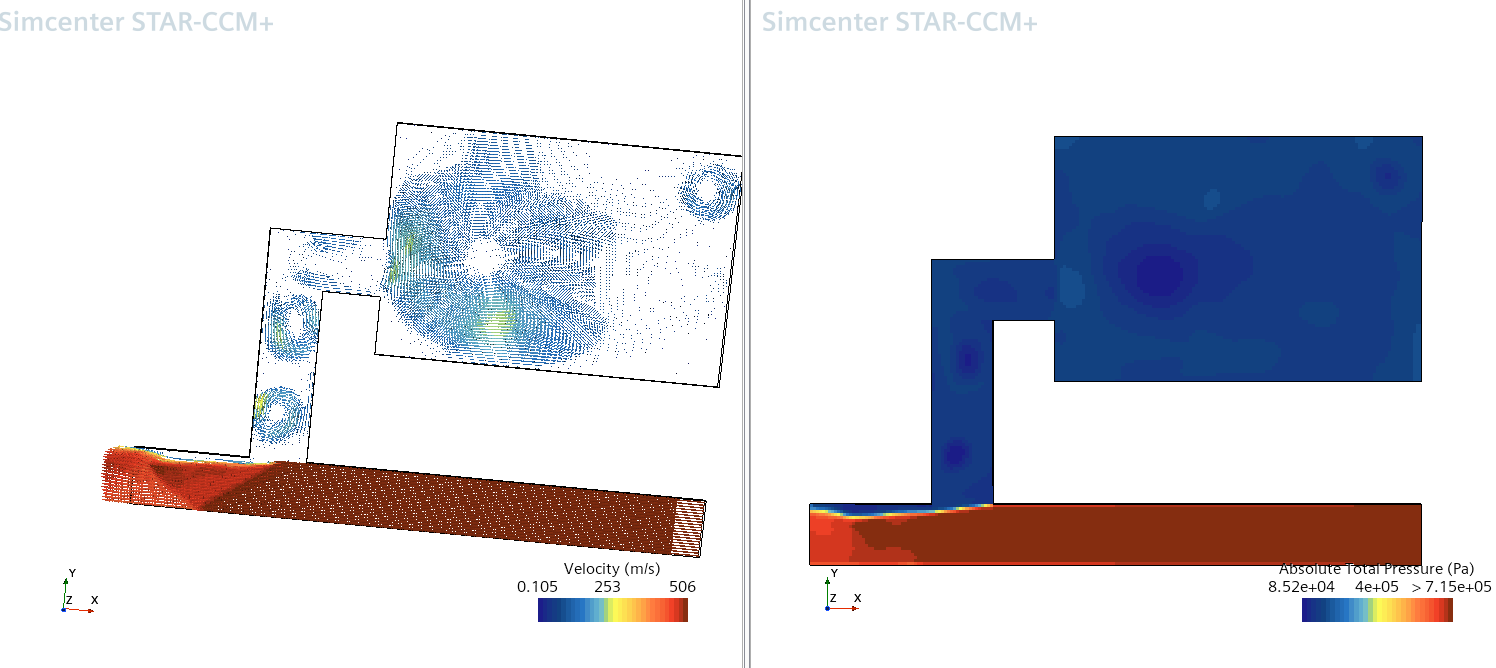 Simcenter STAR-CCM+
Simcenter STAR-CCM+
Y
Z X
Velocity (m/s)
0.105 253 506
Y
Z X
Absolute Total Pressure (Pa)
8.52e+04 4e+05 > 7.15e+05